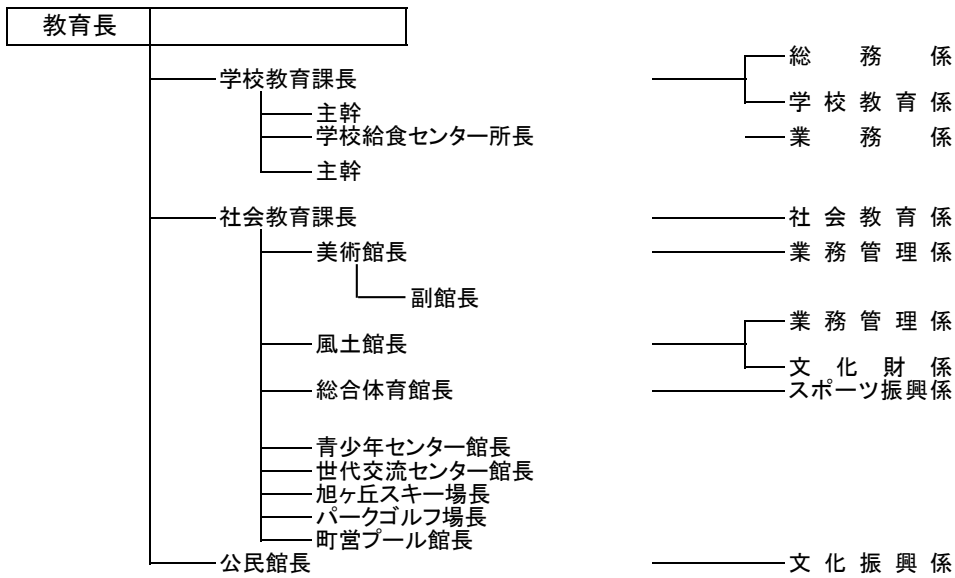 教育長
総務係
学校教育課長
学校教育係
主幹
学校給食センター所長 業務係
主幹
社会教育課長 社会教育係
美術館長 業務管理係
副館長
業務管理係
風土館長
文化財係
総合体育館長 スポーツ振興係
青少年センター館長
世代交流センター館長
旭ヶ丘スキー場長
パークゴルフ場長
町営プール館長
公民館長 文化振興係